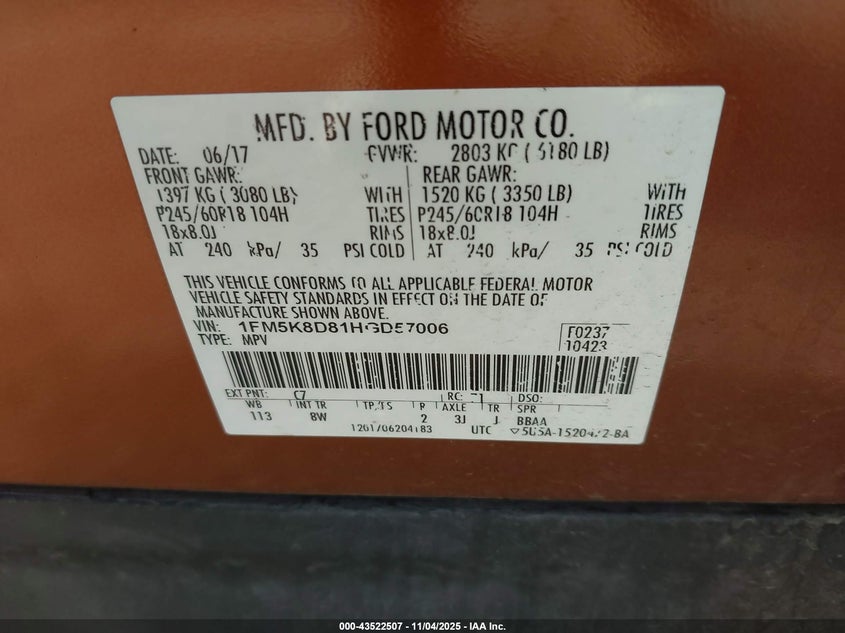 MFD. BY FORD MOTOR CO.
DATE: 06/17 GVWR: 2803 KG ( 6180 LB)
FRONT GAWR: REAR GAWR:
1397 KG ( 3080 LB) WITH 1520 KG ( 3350 LB) WITH
P245/60R18 104H TIRES P245/60R18 104H TIRES
18x8.0J RIMS 18x8.0J RIMS
AT 240 kPa/ 35 PSI COLD AT 240 kPa/ 35 PSI COLD
THIS VEHICLE CONFORMS TO ALL APPLICABLE FEDERAL MOTOR
VEHICLE SAFETY STANDARDS IN EFFECT ON THE DATE OF
MANUFACTURE SHOWN ABOVE.
VIN: 1FM5K8D81HGD57006 F0237
TYPE: MPV 10423
EXT PNT: C7 RC: 71 DSO:
WB INT TR TP/PS R AXLE TR SPR
113 8W 2 3J J BBAA
UTC
000-43522507 - 11/04/2025 - IAA Inc.